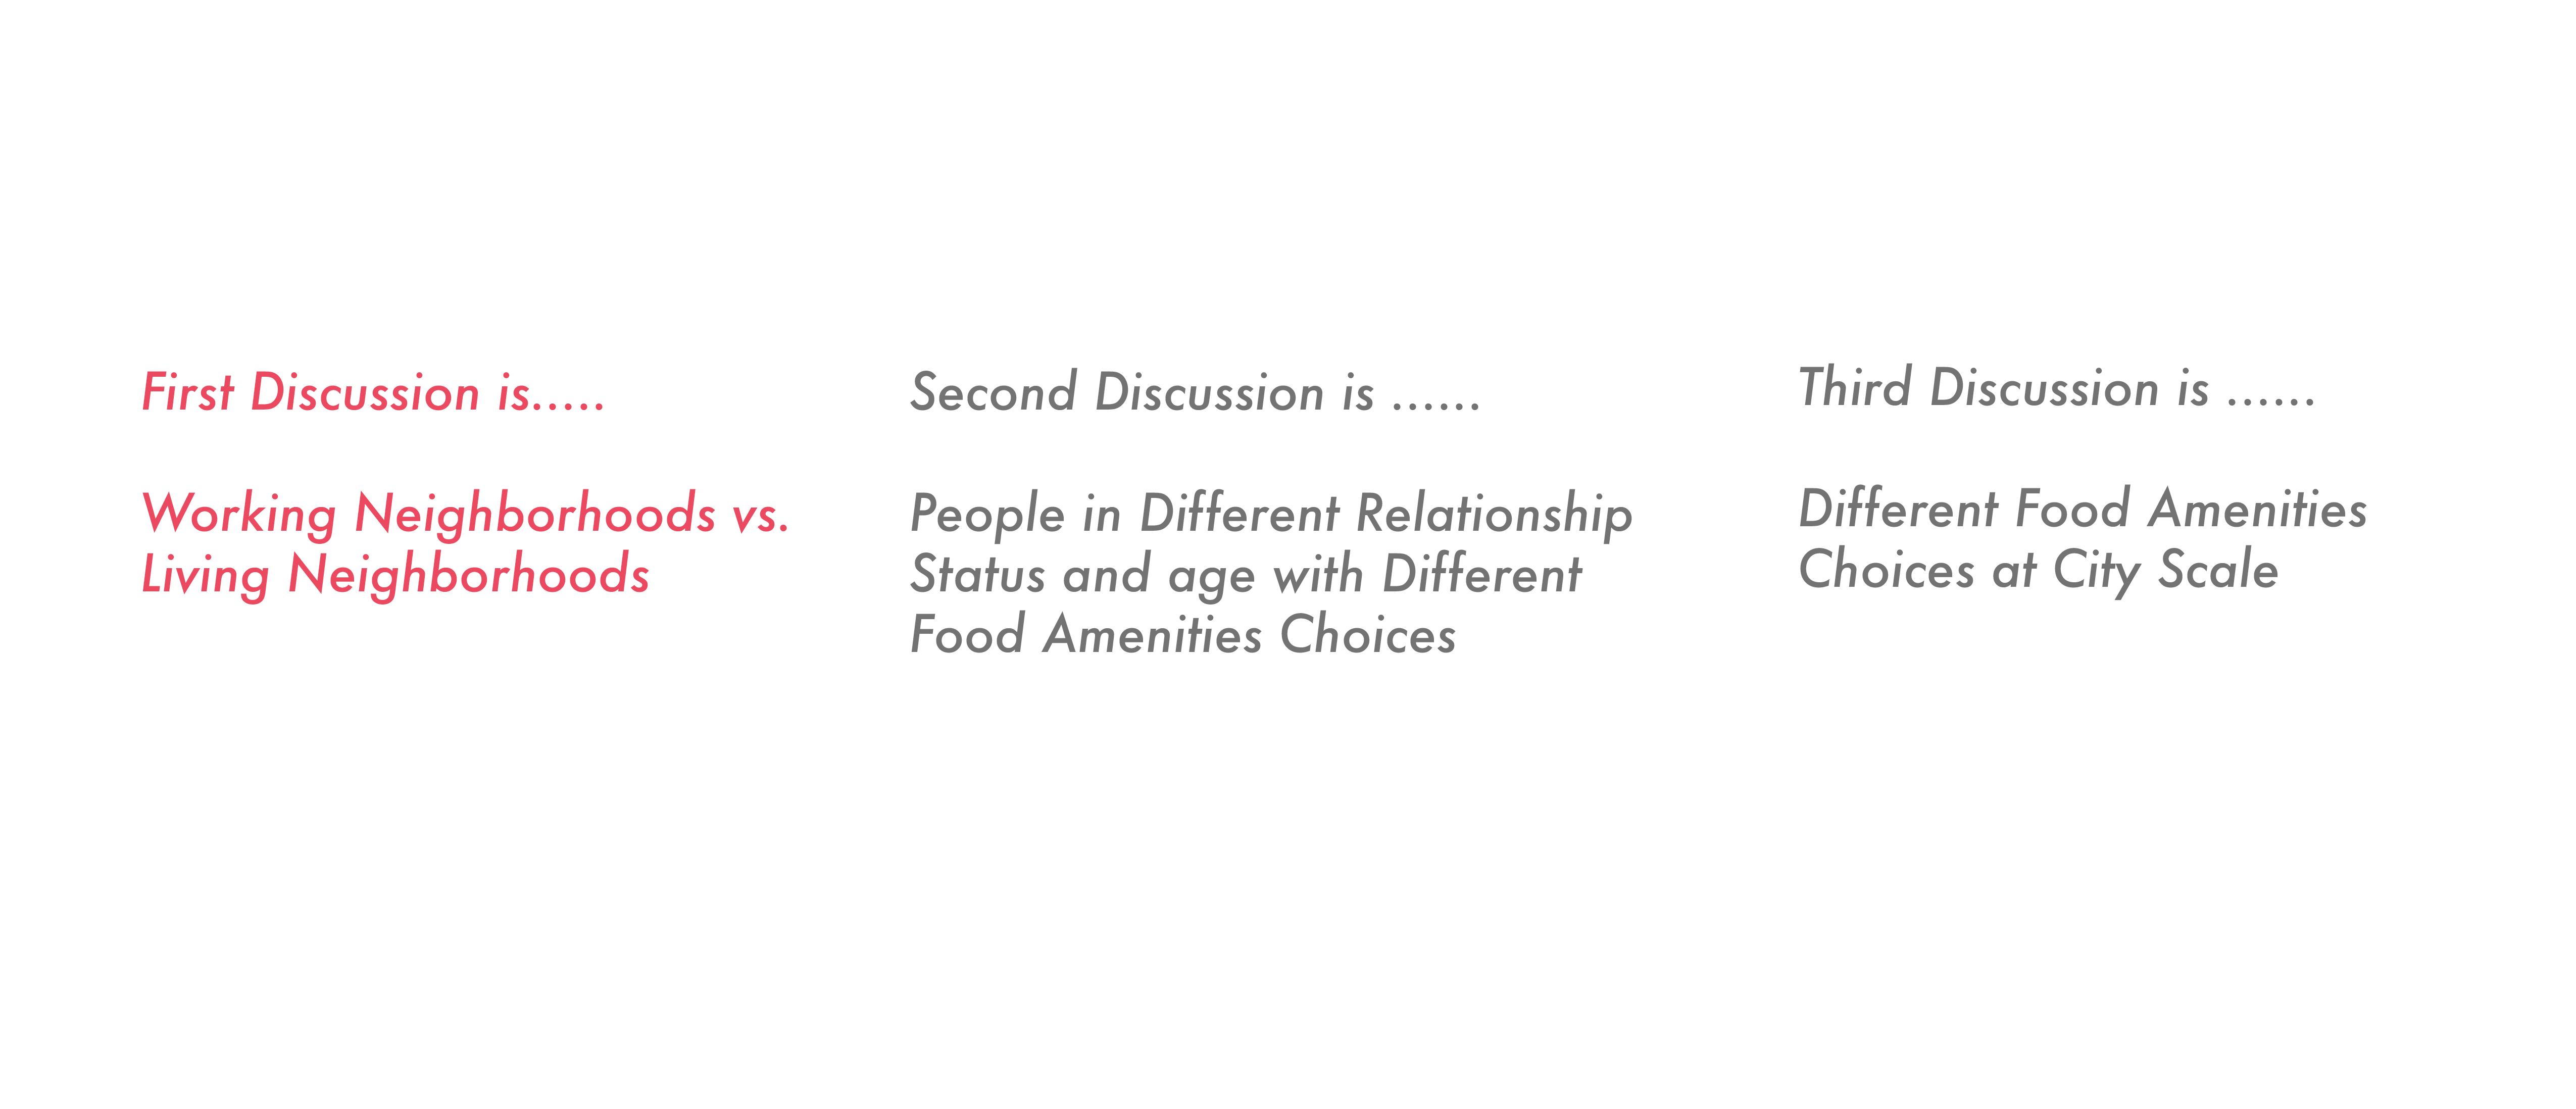 First Discussion is.....
Working Neighborhoods vs.
Living Neighborhoods
Second Discussion is ......
People in Different Relationship
Status and age with Different
Food Amenities Choices
Third Discussion is ......
Different Food Amenities
Choices at City Scale